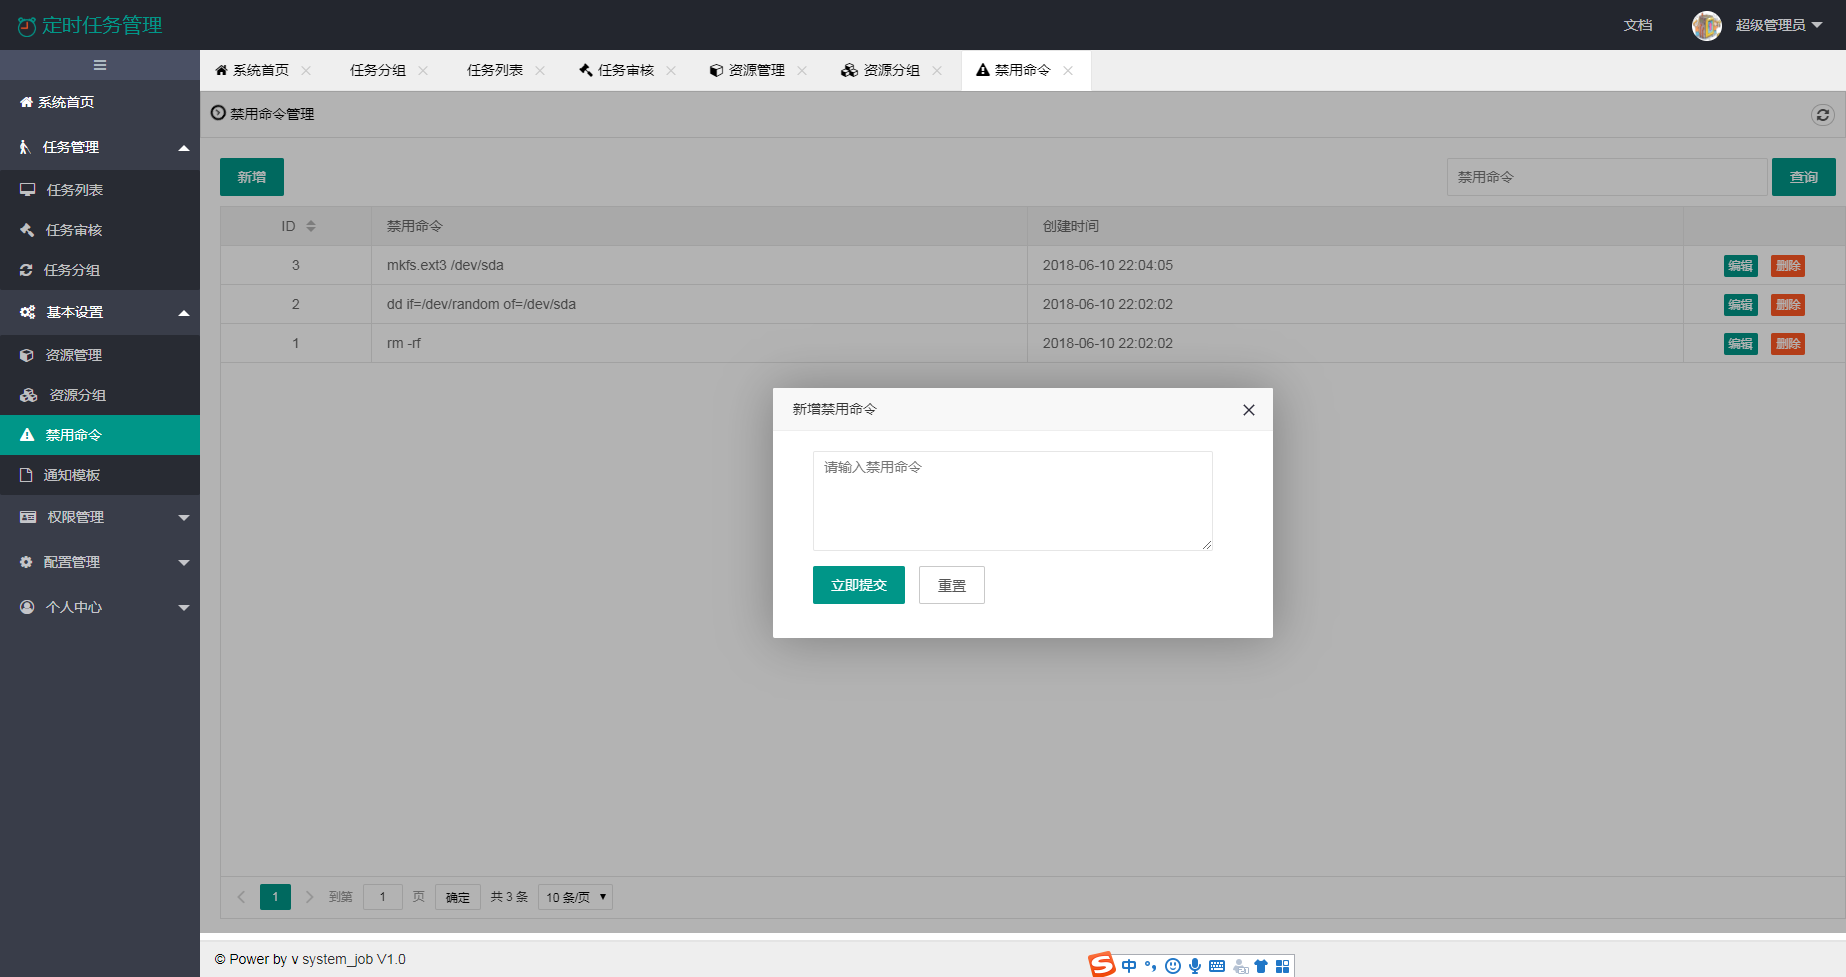 定时任务管理
文档 超级管理员
系统首页 任务分组 任务列表 任务审核 资源管理 资源分组 禁用命令
系统首页
任务管理
任务列表
任务审核
任务分组
基本设置
资源管理
资源分组
禁用命令
通知模板
权限管理
配置管理
个人中心
禁用命令管理
新增 禁用命令 查询
ID 禁用命令 创建时间
3 mkfs.ext3 /dev/sda 2018-06-10 22:04:05 编辑 删除
2 dd if=/dev/random of=/dev/sda 2018-06-10 22:02:02 编辑 删除
1 rm -rf 2018-06-10 22:02:02 编辑 删除
新增禁用命令
请输入禁用命令
立即提交 重置
1 到第 1 页 确定 共 3 条 10 条/页
© Power by v system_job V1.0
中